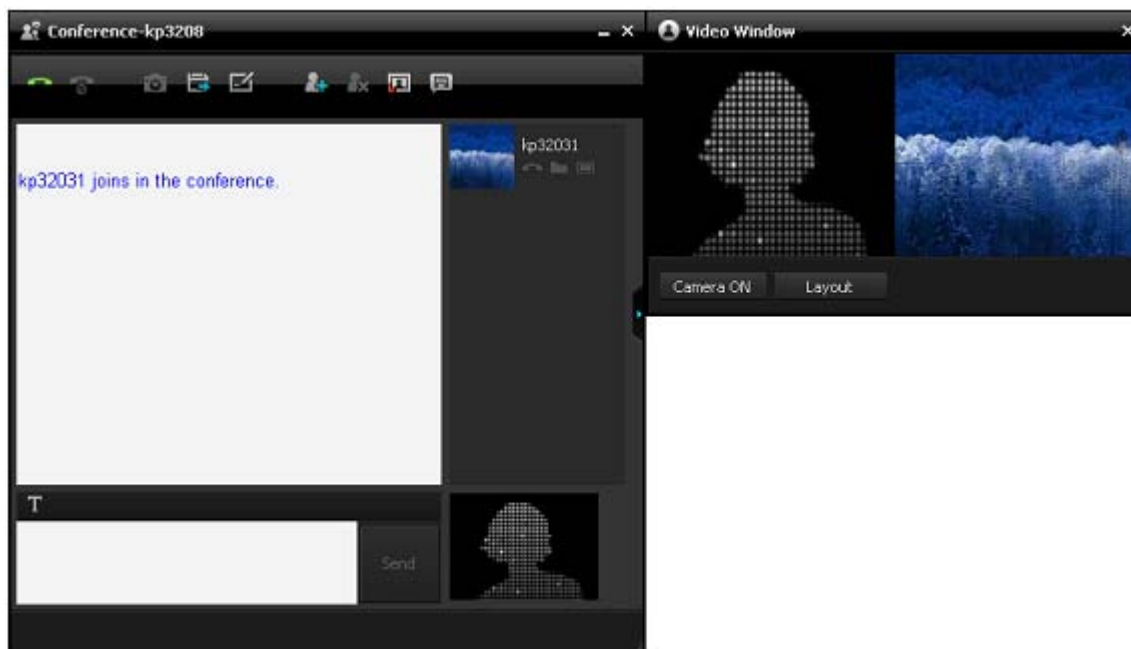 Conference-kp3208
Video Window
kp32031
kp32031 joins in the conference.
Camera ON
Layout
T
Send